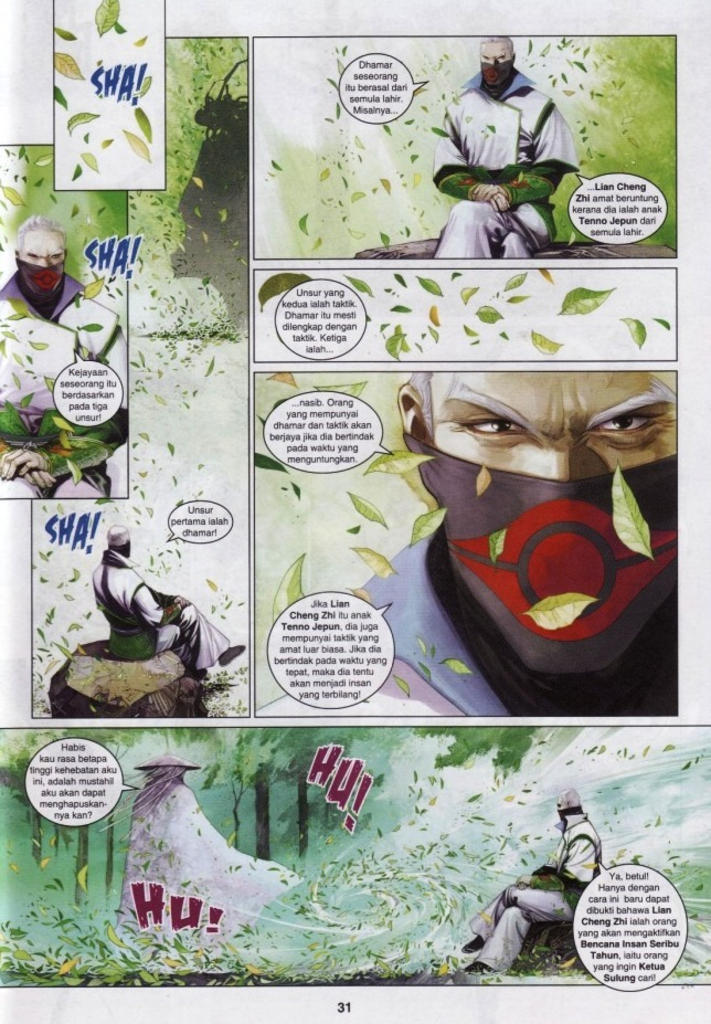 SHA!
SHA!
Kejayaan
seseorang itu
berdasarkan
pada tiga
unsur!
SHA!
Unsur
pertama ialah
dhamar!
Dhamar
seseorang
itu berasal dari
semula lahir.
Misalnya...
...Lian Cheng
Zhi amat beruntung
kerana dia ialah anak
Tenno Jepun dari
semula lahir.
Unsur yang
kedua ialah taktik.
Dhamar itu mesti
dilengkap dengan
taktik. Ketiga
ialah...
...nasib. Orang
yang mempunyai
dhamar akan
berjaya jika dia bertindak
pada waktu yang
menguntungkan.
Jika Lian
Cheng Zhi itu anak
Tenno Jepun, dia juga
mempunyai taktik yang
amat luar biasa. Jika dia
bertindak pada waktu yang
tepat, maka dia tentu
akan menjadi insan
yang terbilang!
Habis
kau rasa betapa
tinggi kehebatan aku
ini, adalah mustahil
aku akan dapat
menghapuskan-
nya kan?
HU!
HU!
Ya, betul!
Hanya dengan
cara ini baru dapat
dibukti bahawa Lian
Cheng Zhi ialah orang
yang akan mengaktifkan
Bencana Insan Seribu
Tahun, iaitu orang
yang ingin Ketua
Sulung cari!
31